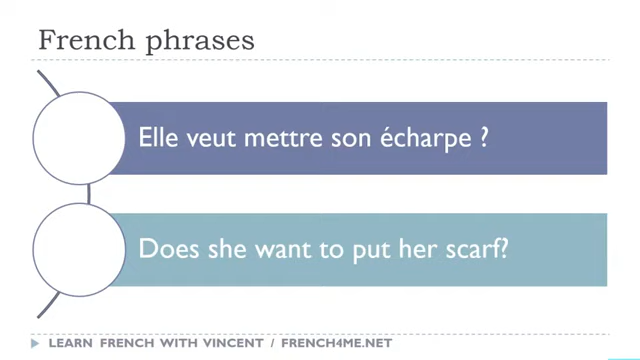 French phrases
Elle veut mettre son écharpe ?
Does she want to put her scarf?
LEARN FRENCH WITH VINCENT / FRENCH4ME.NET